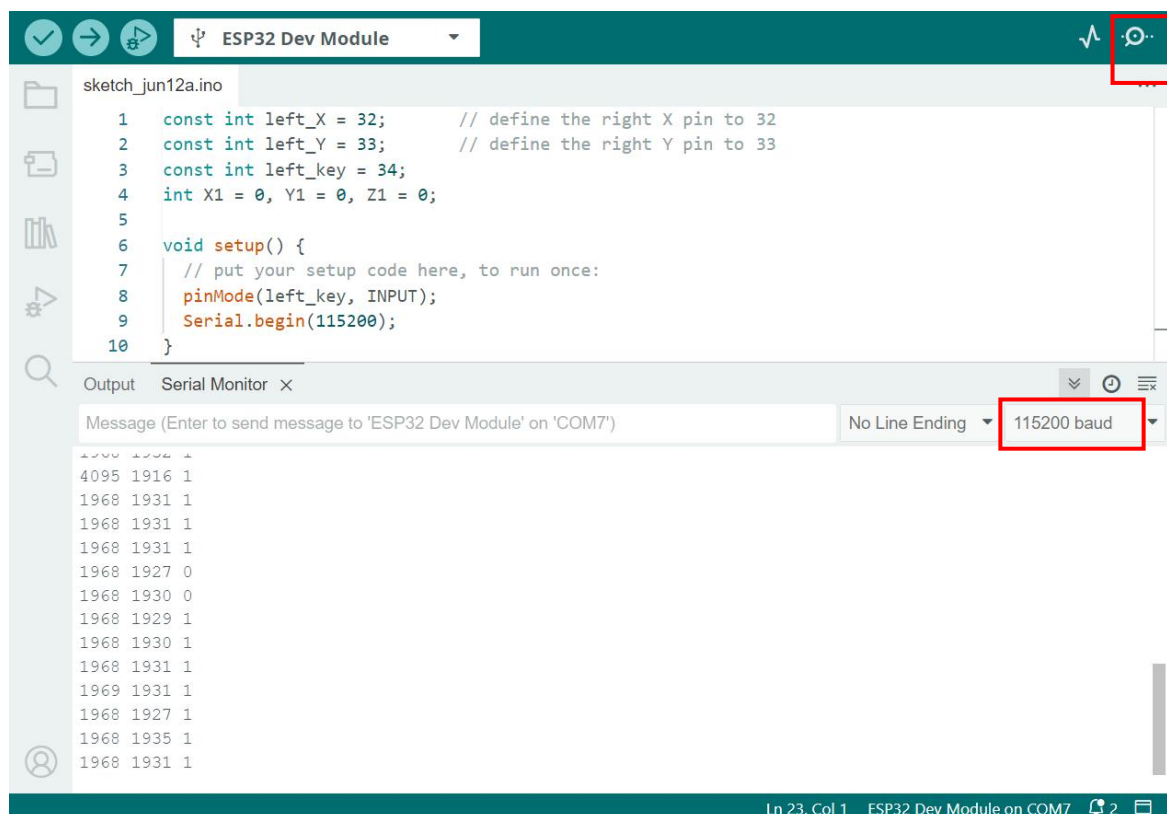 ESP32 Dev Module
sketch_jun12a.ino
1 const int left_X = 32; // define the right X pin to 32
2 const int left_Y = 33; // define the right Y pin to 33
3 const int left_key = 34;
4 int X1 = 0, Y1 = 0, Z1 = 0;
5
6 void setup() {
7 // put your setup code here, to run once:
8 pinMode(left_key, INPUT);
9 Serial.begin(115200);
10 }
Output Serial Monitor ×
Message (Enter to send message to 'ESP32 Dev Module' on 'COM7') No Line Ending 115200 baud
4095 1916 1
1968 1931 1
1968 1931 1
1968 1931 1
1968 1927 0
1968 1930 0
1968 1929 1
1968 1930 1
1968 1931 1
1969 1931 1
1968 1927 1
1968 1935 1
1968 1931 1
Ln 23, Col 1 ESP32 Dev Module on COM7 2